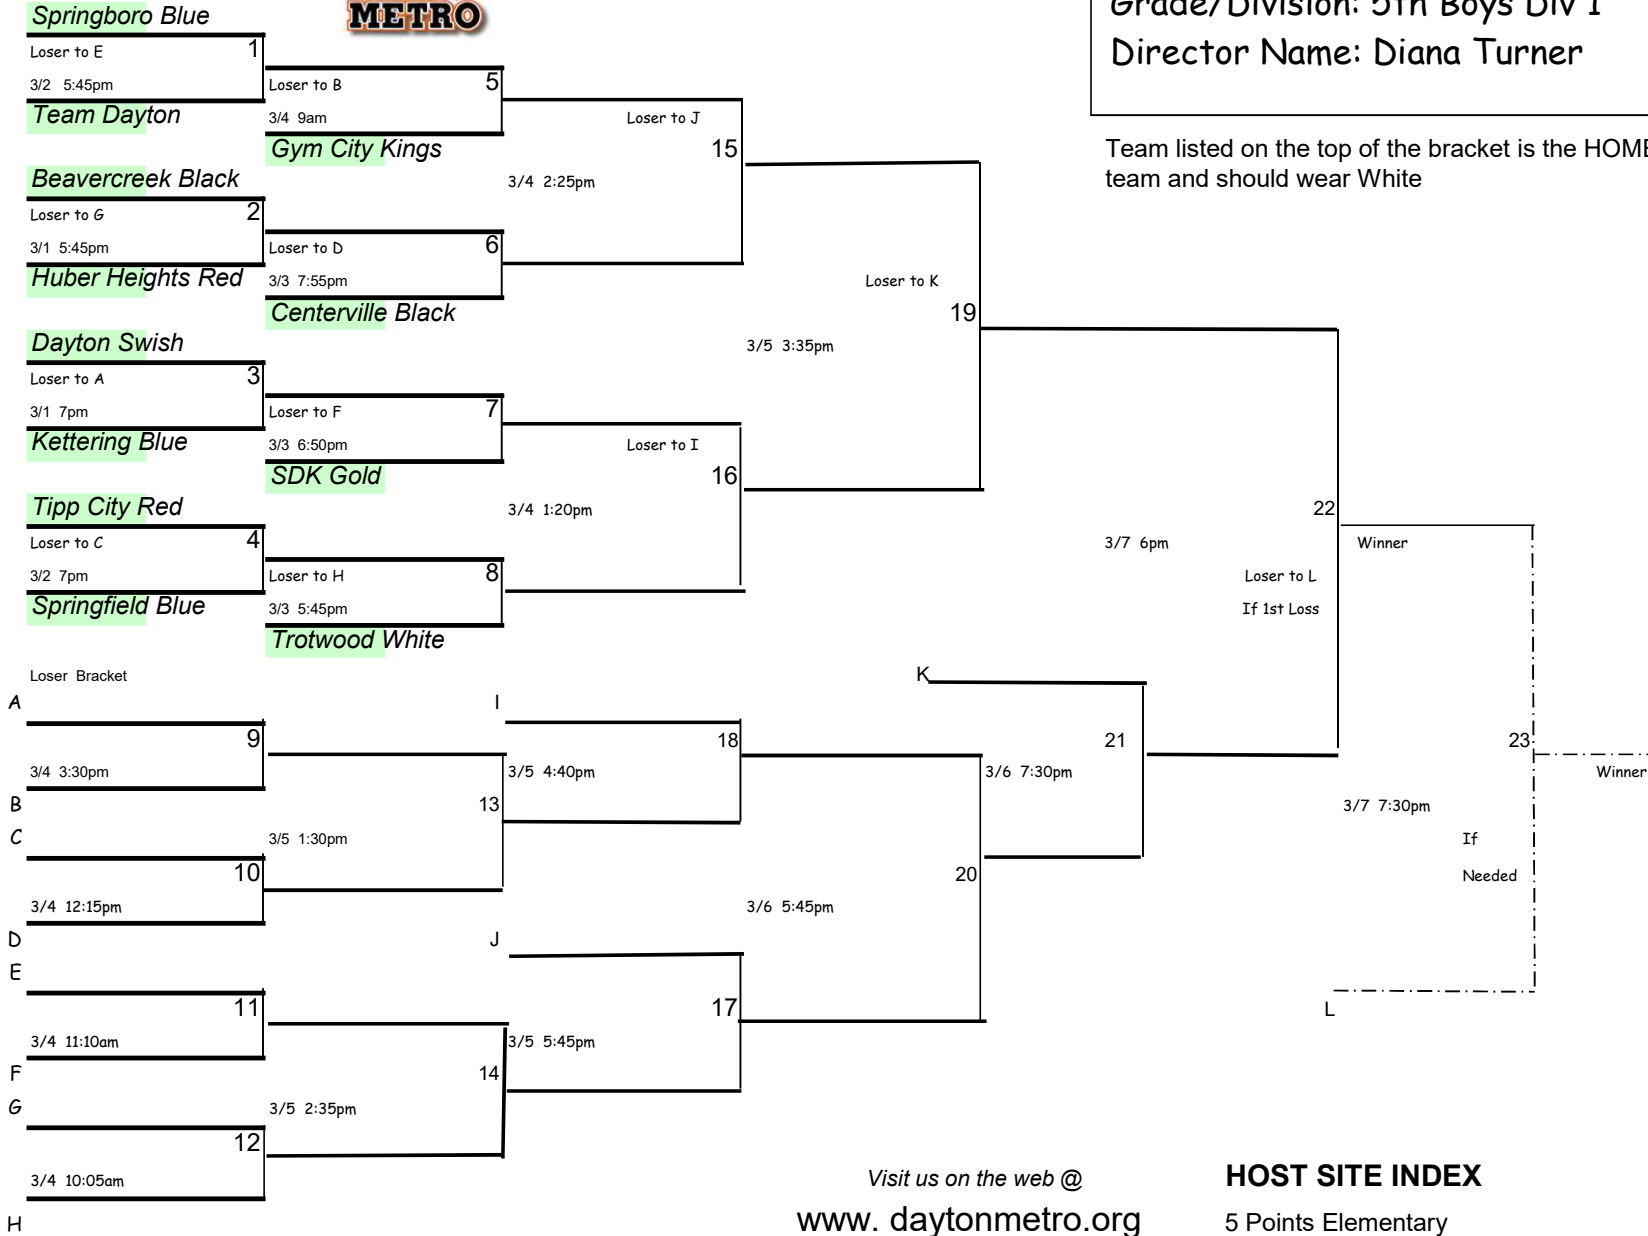 METRO
Grade/Division: 5th Boys Div 1
Director Name: Diana Turner
Team listed on the top of the bracket is the HOME
team and should wear White
Springboro Blue
Loser to E
1
3/2 5:45pm
Team Dayton
Loser to B
5
3/4 9am
Gym City Kings
Beavercreek Black
Loser to G
2
3/1 5:45pm
Huber Heights Red
Loser to D
6
3/3 7:55pm
Centerville Black
Loser to J
15
3/4 2:25pm
Dayton Swish
Loser to A
3
3/1 7pm
Kettering Blue
Loser to F
7
3/3 6:50pm
SDK Gold
Tipp City Red
Loser to C
4
3/2 7pm
Springfield Blue
Loser to H
8
3/3 5:45pm
Trotwood White
Loser to I
16
3/4 1:20pm
Loser to K
19
3/5 3:35pm
22
3/7 6pm
Winner
Loser to L
If 1st Loss
Loser Bracket
A
9
3/4 3:30pm
B
C
10
3/4 12:15pm
D
E
11
3/4 11:10am
F
G
12
3/4 10:05am
H
13
3/5 1:30pm
14
3/5 2:35pm
I
18
3/5 4:40pm
J
17
3/5 5:45pm
20
3/6 5:45pm
K
21
3/6 7:30pm
23
Winner
3/7 7:30pm
If
Needed
L
Visit us on the web @
www. daytonmetro.org
HOST SITE INDEX
5 Points Elementary